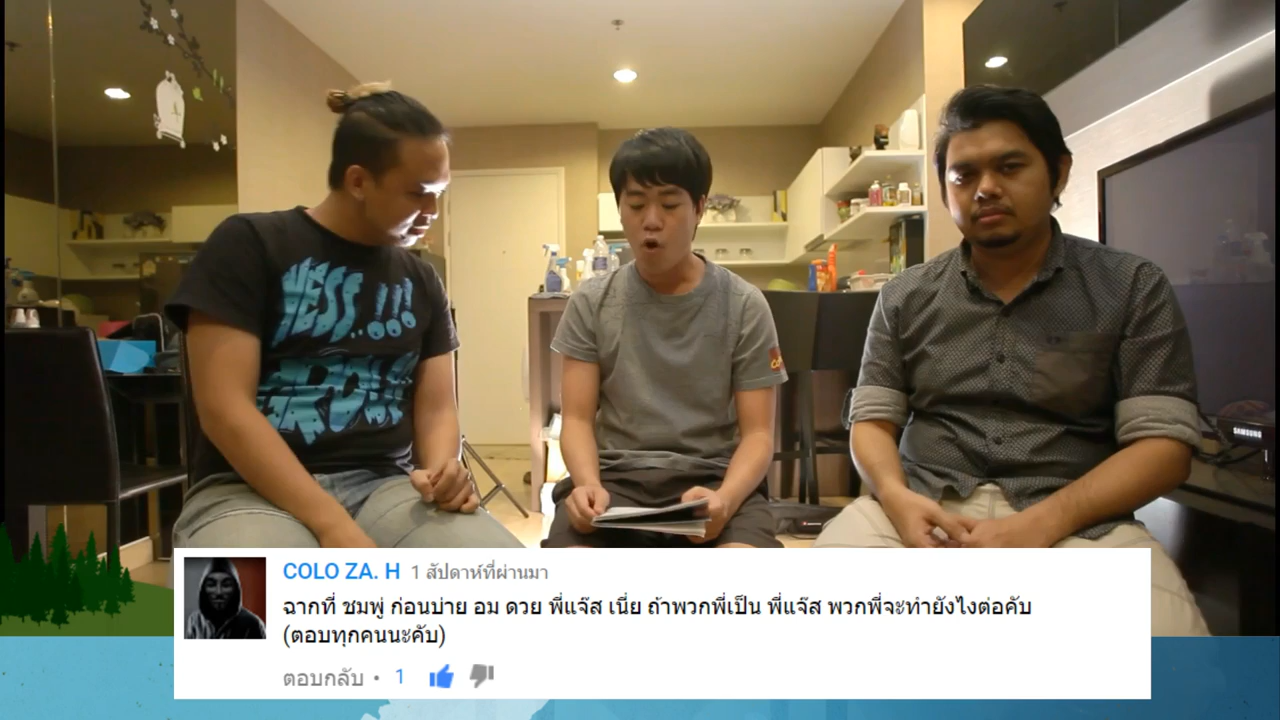 YESS..!!!
SAMSUNG
COLO ZA. H 1 สัปดาห์ที่ผ่านมา
ฉากที่ ชมพู่ ก่อนบ่าย อม ดวย พี่แจ๊ส เนี่ย ถ้าพวกพี่เป็น พี่แจ๊ส พวกพี่จะทำยังไงต่อคับ
(ตอบทุกคนนะคับ)
ตอบกลับ • 1